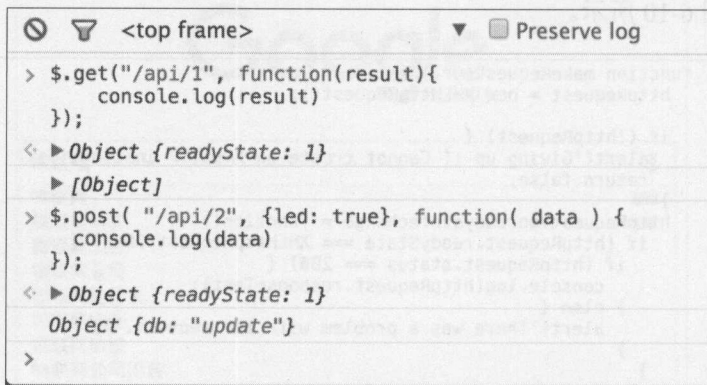 <top frame> ▼ Preserve log
> $.get("/api/1", function(result){
console.log(result)
});
<· ▶Object {readyState: 1}
▶[Object]
> $.post( "/api/2", {led: true}, function( data ) {
console.log(data)
});
<· ▶Object {readyState: 1}
Object {db: "update"}
>